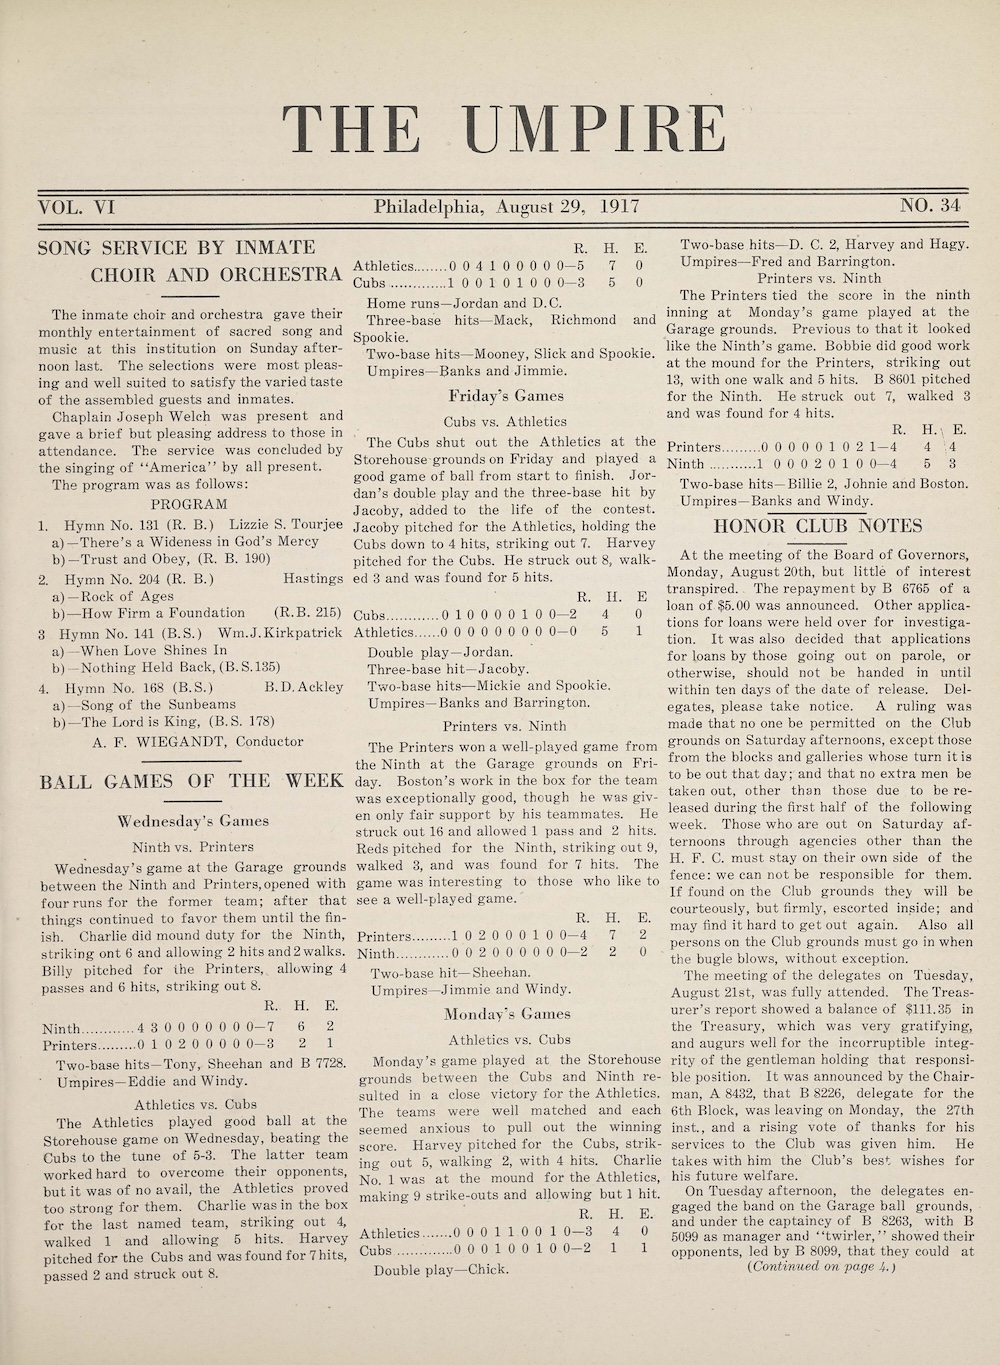 THE UMPIRE
VOL. VI Philadelphia, August 29, 1917 NO. 34
SONG SERVICE BY INMATE
CHOIR AND ORCHESTRA
The inmate choir and orchestra gave their
monthly entertainment of sacred song and
music at this institution on Sunday after-
noon last. The selections were most pleas-
ing and well suited to satisfy the varied taste
of the assembled guests and inmates.
Chaplain Joseph Welch was present and
gave a brief but pleasing address to those in
attendance. The service was concluded by
the singing of “America” by all present.
The program was as follows:
PROGRAM
1. Hymn No. 131 (R. B.) Lizzie S. Tourjee
a)—There's a Wideness in God's Mercy
b)—Trust and Obey, (R. B. 190)
2. Hymn No. 204 (R. B.) Hastings
a)—Rock of Ages
b)—How Firm a Foundation (R.B. 215)
3 Hymn No. 141 (B.S.) Wm.J.Kirkpatrick
a)—When Love Shines In
b)—Nothing Held Back, (B.S.135)
4. Hymn No. 168 (B.S.) B.D.Ackley
a)—Song of the Sunbeams
b)—The Lord is King, (B.S. 178)
A. F. WIEGANDT, Conductor
BALL GAMES OF THE WEEK
Wednesday's Games
Ninth vs. Printers
Wednesday's game at the Garage grounds
between the Ninth and Printers,opened with
four runs for the former team; after that
things continued to favor them until the fin-
ish. Charlie did mound duty for the Ninth,
striking ont 6 and allowing 2 hits and 2 walks.
Billy pitched for the Printers, allowing 4
passes and 6 hits, striking out 8.
R. H. E.
Ninth............4 3 0 0 0 0 0 0 0—7 6 2
Printers.........0 1 0 2 0 0 0 0 0—3 2 1
Two-base hits—Tony, Sheehan and B 7728.
Umpires—Eddie and Windy.
Athletics vs. Cubs
The Athletics played good ball at the
Storehouse game on Wednesday, beating the
Cubs to the tune of 5-3. The latter team
worked hard to overcome their opponents,
but it was of no avail, the Athletics proved
too strong for them. Charlie was in the box
for the last named team, striking out 4,
walked 1 and allowing 5 hits. Harvey
pitched for the Cubs and was found for 7 hits,
passed 2 and struck out 8.
R. H. E.
Athletics........0 0 4 1 0 0 0 0 0—5 7 0
Cubs .............1 0 0 1 0 1 0 0 0—3 5 0
Home runs—Jordan and D.C.
Three-base hits—Mack, Richmond and
Spookie.
Two-base hits—Mooney, Slick and Spookie.
Umpires—Banks and Jimmie.
Friday's Games
Cubs vs. Athletics
The Cubs shut out the Athletics at the
Storehouse grounds on Friday and played a
good game of ball from start to finish. Jor-
dan's double play and the three-base hit by
Jacoby, added to the life of the contest.
Jacoby pitched for the Athletics, holding the
Cubs down to 4 hits, striking out 7. Harvey
pitched for the Cubs. He struck out 8, walk-
ed 3 and was found for 5 hits.
R. H. E
Cubs............0 1 0 0 0 0 1 0 0—2 4 0
Athletics......0 0 0 0 0 0 0 0 0—0 5 1
Double play—Jordan.
Three-base hit—Jacoby.
Two-base hits—Mickie and Spookie.
Umpires—Banks and Barrington.
Printers vs. Ninth
The Printers won a well-played game from
the Ninth at the Garage grounds on Fri-
day. Boston's work in the box for the team
was exceptionally good, though he was giv-
en only fair support by his teammates. He
struck out 16 and allowed 1 pass and 2 hits.
Reds pitched for the Ninth, striking out 9,
walked 3, and was found for 7 hits. The
game was interesting to those who like to
see a well-played game.
R. H. E.
Printers.........1 0 2 0 0 0 1 0 0—4 7 2
Ninth............0 0 2 0 0 0 0 0 0—2 2 0
Two-base hit—Sheehan.
Umpires—Jimmie and Windy.
Monday's Games
Athletics vs. Cubs
Monday's game played at the Storehouse
grounds between the Cubs and Ninth re-
sulted in a close victory for the Athletics.
The teams were well matched and each
seemed anxious to pull out the winning
score. Harvey pitched for the Cubs, strik-
ing out 5, walking 2, with 4 hits. Charlie
No. 1 was at the mound for the Athletics,
making 9 strike-outs and allowing but 1 hit.
R. H. E.
Athletics.......0 0 0 1 1 0 0 1 0—3 4 0
Cubs .............0 0 0 1 0 0 1 0 0—2 1 1
Double play—Chick.
Two-base hits—D. C. 2, Harvey and Hagy.
Umpires—Fred and Barrington.
Printers vs. Ninth
The Printers tied the score in the ninth
inning at Monday's game played at the
Garage grounds. Previous to that it looked
like the Ninth's game. Bobbie did good work
at the mound for the Printers, striking out
13, with one walk and 5 hits. B 8601 pitched
for the Ninth. He struck out 7, walked 3
and was found for 4 hits.
R. H. E.
Printers.........0 0 0 0 0 1 0 2 1—4 4 4
Ninth ...........1 0 0 0 2 0 1 0 0—4 5 3
Two-base hits—Billie 2, Johnie and Boston.
Umpires—Banks and Windy.
HONOR CLUB NOTES
At the meeting of the Board of Governors,
Monday, August 20th, but little of interest
transpired. The repayment by B 6765 of a
loan of $5.00 was announced. Other applica-
tions for loans were held over for investiga-
tion. It was also decided that applications
for loans by those going out on parole, or
otherwise, should not be handed in until
within ten days of the date of release. Del-
egates, please take notice. A ruling was
made that no one be permitted on the Club
grounds on Saturday afternoons, except those
from the blocks and galleries whose turn it is
to be out that day; and that no extra men be
taken out, other than those due to be re-
leased during the first half of the following
week. Those who are out on Saturday af-
ternoons through agencies other than the
H. F. C. must stay on their own side of the
fence: we can not be responsible for them.
If found on the Club grounds they will be
courteously, but firmly, escorted inside; and
may find it hard to get out again. Also all
persons on the Club grounds must go in when
the bugle blows, without exception.
The meeting of the delegates on Tuesday,
August 21st, was fully attended. The Treas-
urer's report showed a balance of $111.35 in
the Treasury, which was very gratifying,
and augurs well for the incorruptible integ-
rity of the gentleman holding that responsi-
ble position. It was announced by the Chair-
man, A 8432, that B 8226, delegate for the
6th Block, was leaving on Monday, the 27th
inst., and a rising vote of thanks for his
services to the Club was given him. He
takes with him the Club's best wishes for
his future welfare.
On Tuesday afternoon, the delegates en-
gaged the band on the Garage ball grounds,
and under the captaincy of B 8263, with B
5099 as manager and “twirler,” showed their
opponents, led by B 8099, that they could at
(Continued on page 4.)